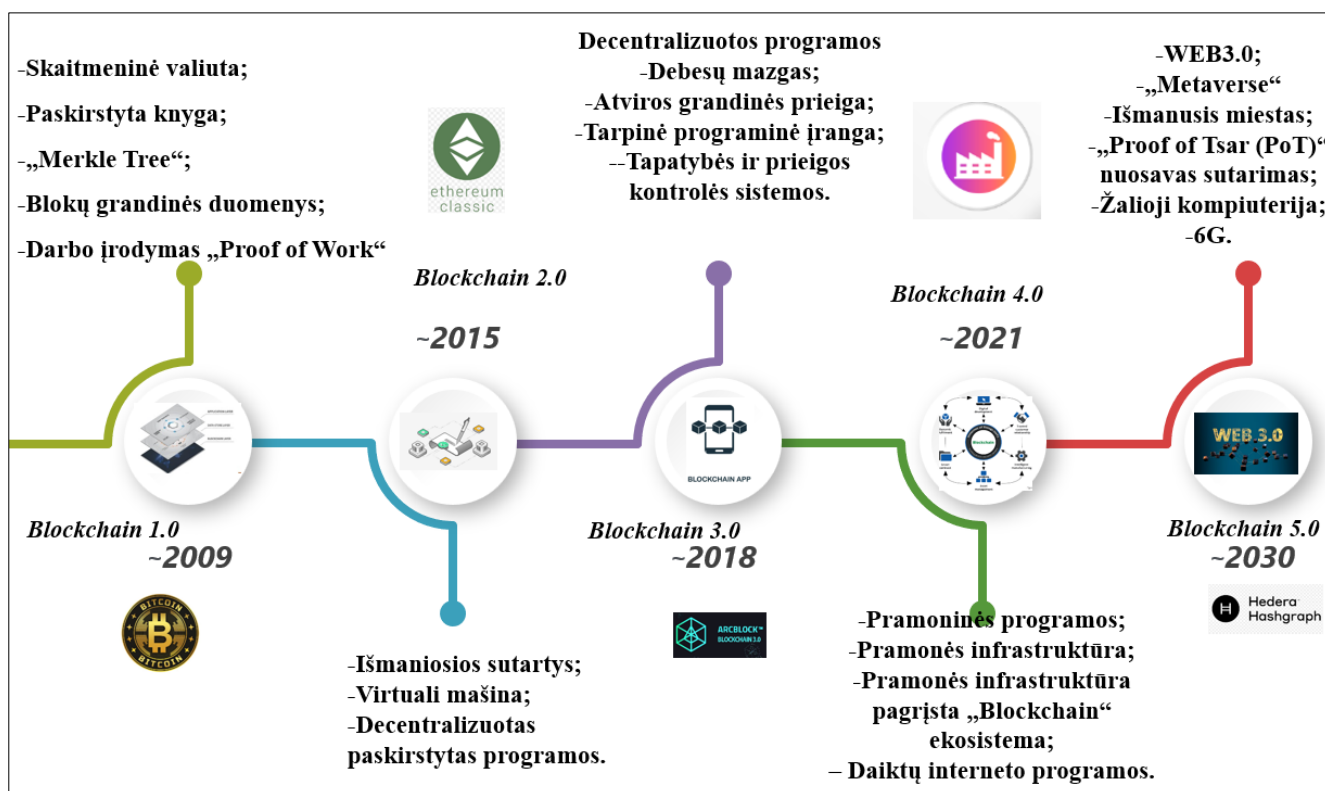 -Skaitmeninė valiuta;
-Paskirstyta knyga;
-„Merkle Tree“;
-Blokų grandinės duomenys;
-Darbo įrodymas „Proof of Work“
ethereum
classic
Blockchain 2.0
~2015
Decentralizuotos programos
-Debesų mazgas;
-Atviros grandinės prieiga;
-Tarpinė programinė įranga;
--Tapatybės ir prieigos
kontrolės sistemos.
Blockchain 4.0
~2021
-WEB3.0;
-„Metaverse“
-Išmanusis miestas;
-„Proof of Tsar (PoT)“
nuosavas sutarimas;
-Žalioji kompiuterija;
-6G.
BLOCKCHAIN APP
Blockchain
WEB 3.0
Blockchain 1.0
~2009
BITCOIN
BITCOIN
-Išmaniosios sutartys;
-Virtuali mašina;
-Decentralizuotas
paskirstytas programos.
Blockchain 3.0
~2018
ARCBLOCK™
BLOCKCHAIN 3.0
-Pramoninės programos;
-Pramonės infrastruktūra;
-Pramonės infrastruktūra
pagrįsta „Blockchain“
ekosistema;
– Daiktų interneto programos.
Blockchain 5.0
~2030
Hedera
Hashgraph